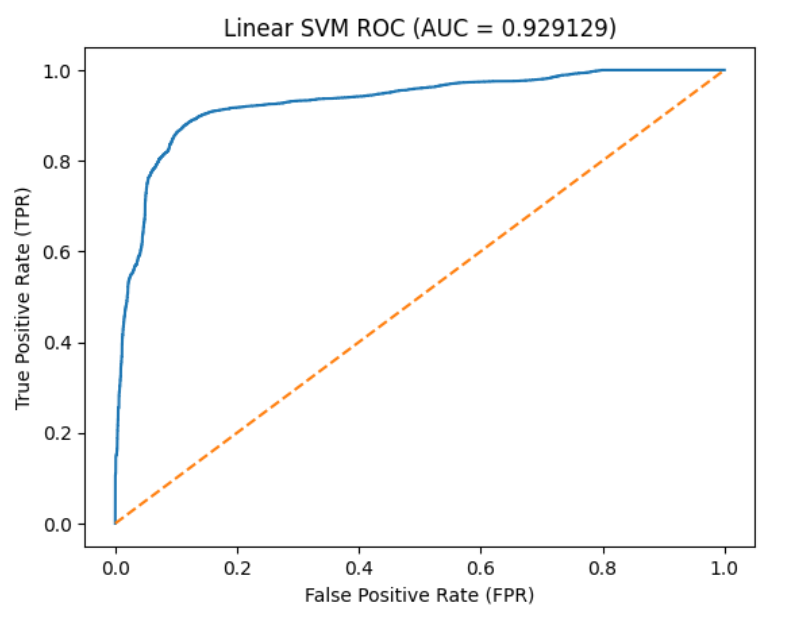 Linear SVM ROC (AUC = 0.929129)
True Positive Rate (TPR)
1.0
0.8
0.6
0.4
0.2
0.0
0.0 0.2 0.4 0.6 0.8 1.0
False Positive Rate (FPR)